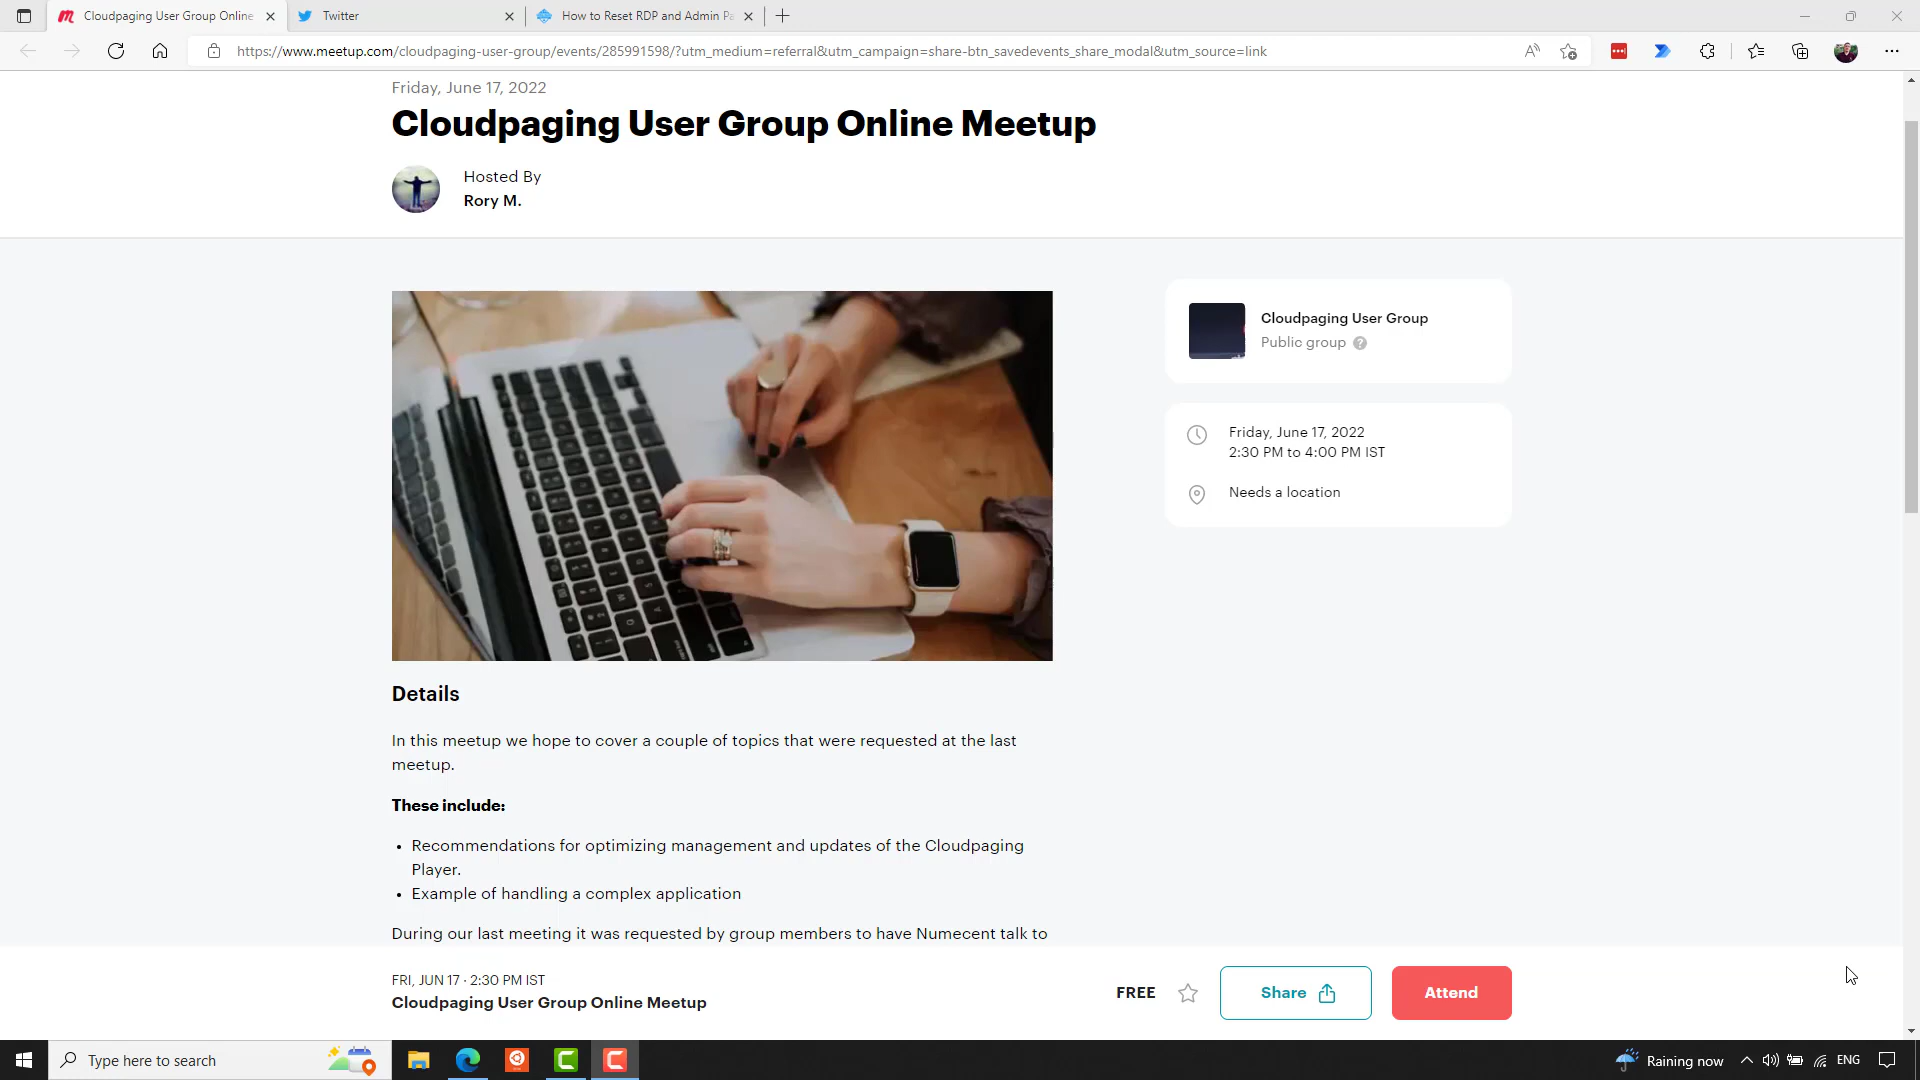 Cloudpaging User Group Online
Twitter
How to Reset RDP and Admin Pa
https://www.meetup.com/cloudpaging-user-group/events/285991598/?utm_medium=referral&utm_campaign=share-btn_savedevents_share_modal&utm_source=link
Friday, June 17, 2022
Cloudpaging User Group Online Meetup
Hosted By
Rory M.
Cloudpaging User Group
Public group
Friday, June 17, 2022
2:30 PM to 4:00 PM IST
Needs a location
Details
In this meetup we hope to cover a couple of topics that were requested at the last
meetup.
These include:
• Recommendations for optimizing management and updates of the Cloudpaging
Player.
• Example of handling a complex application
During our last meeting it was requested by group members to have Numecent talk to
FRI, JUN 17 · 2:30 PM IST
Cloudpaging User Group Online Meetup
FREE
Share
Attend
Type here to search
Raining now
ENG